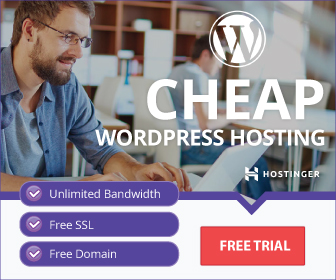 CHEAP
WORDPRESS HOSTING
HOSTINGER
Unlimited Bandwidth
Free SSL
Free Domain
FREE TRIAL